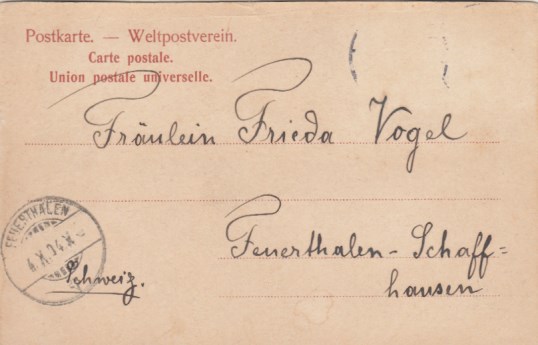 Postkarte. — Weltpostverein.
Carte postale.
Union postale universelle.
Fräulein Frieda Vogel
Feuerthalen - Schaff=
hausen
Schweiz.
FEUERTHALEN